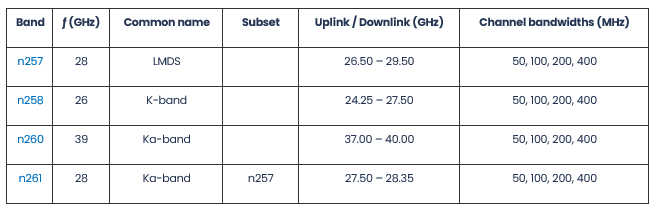 Band ƒ (GHz) Common name Subset Uplink / Downlink (GHz) Channel bandwidths (MHz)
n257 28 LMDS 26.50 – 29.50 50, 100, 200, 400
n258 26 K-band 24.25 – 27.50 50, 100, 200, 400
n260 39 Ka-band 37.00 – 40.00 50, 100, 200, 400
n261 28 Ka-band n257 27.50 – 28.35 50, 100, 200, 400